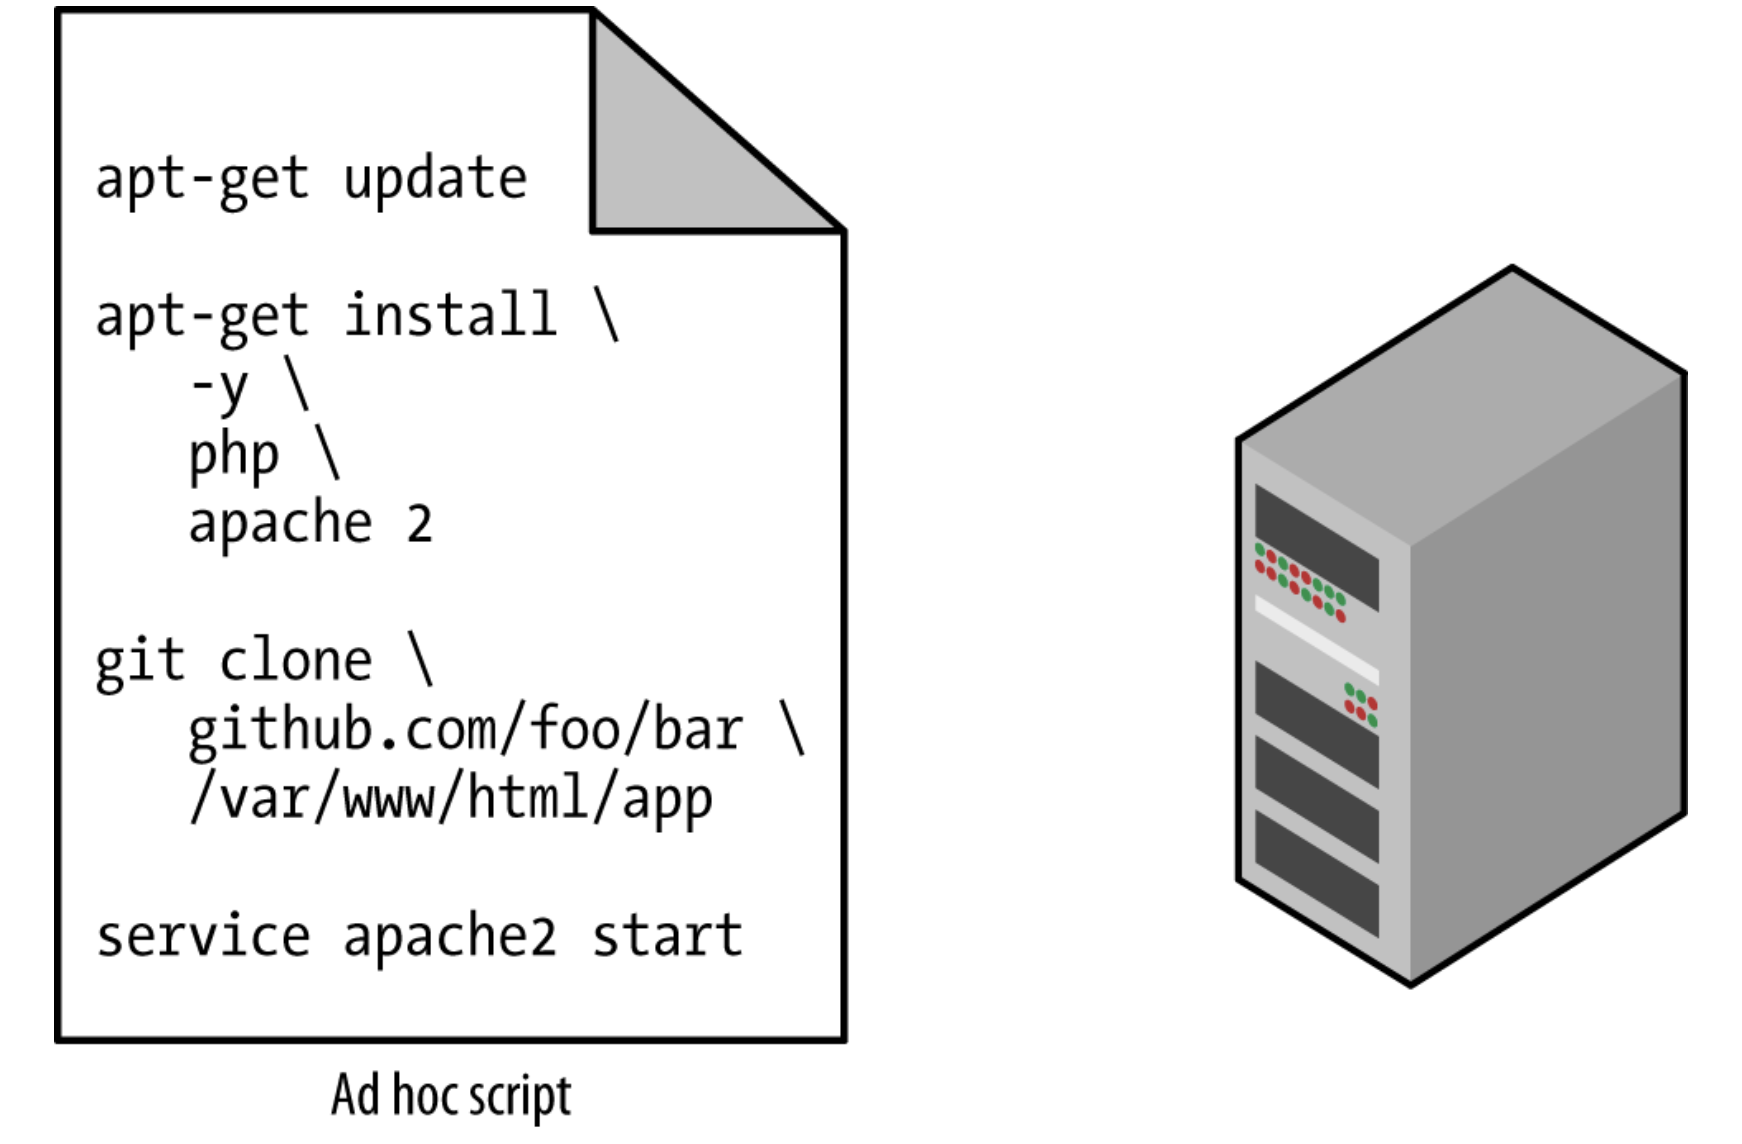 apt-get update
apt-get install \
-y \
php \
apache 2
git clone \
github.com/foo/bar \
/var/www/html/app
service apache2 start
Ad hoc script